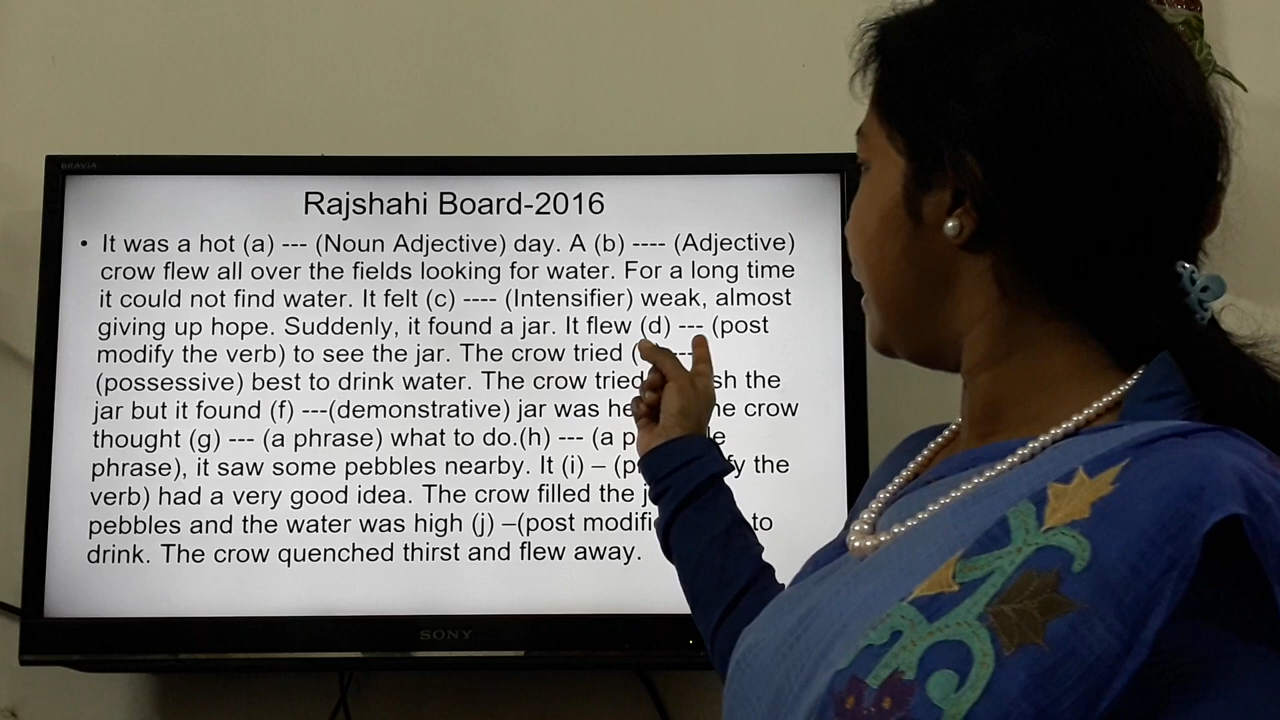 BRAVIA
Rajshahi Board-2016
• It was a hot (a) --- (Noun Adjective) day. A (b) ---- (Adjective)
crow flew all over the fields looking for water. For a long time
it could not find water. It felt (c) ---- (Intensifier) weak, almost
giving up hope. Suddenly, it found a jar. It flew (d) --- (post
modify the verb) to see the jar. The crow tried ---
(possessive) best to drink water. The crow tried the
jar but it found (f) ---(demonstrative) jar was crow
thought (g) --- (a phrase) what to do.(h) --- (a
phrase), it saw some pebbles nearby. It (i) – the
verb) had a very good idea. The crow filled the
pebbles and the water was high (j) –(post to
drink. The crow quenched thirst and flew away.
SONY